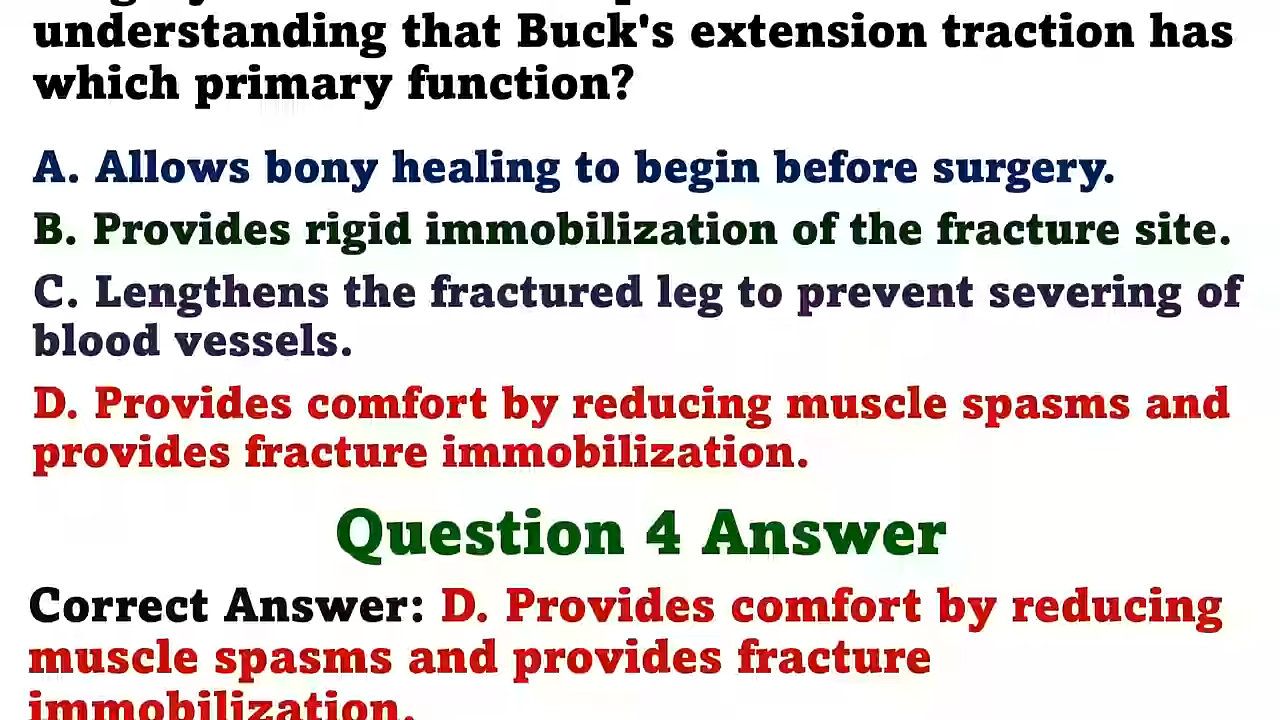 understanding that Buck's extension traction has
which primary function?
A. Allows bony healing to begin before surgery.
B. Provides rigid immobilization of the fracture site.
C. Lengthens the fractured leg to prevent severing of
blood vessels.
D. Provides comfort by reducing muscle spasms and
provides fracture immobilization.
Question 4 Answer
Correct Answer: D. Provides comfort by reducing
muscle spasms and provides fracture
immobilization.